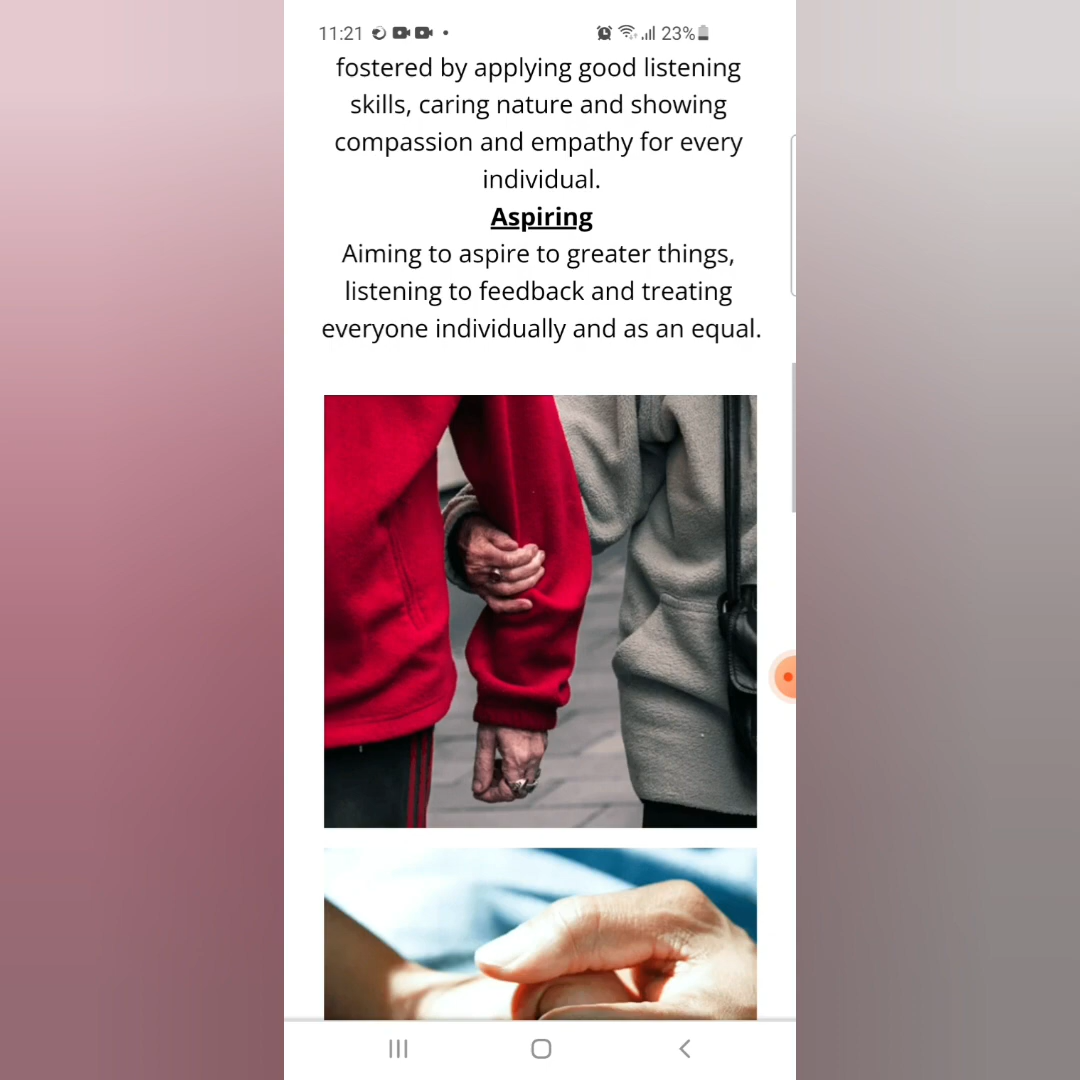 11:21 23%
fostered by applying good listening
skills, caring nature and showing
compassion and empathy for every
individual.
Aspiring
Aiming to aspire to greater things,
listening to feedback and treating
everyone individually and as an equal.